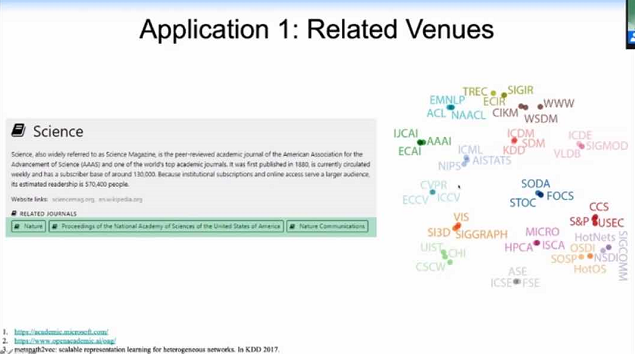 Application 1: Related Venues
Science
Science, also widely referred to as Science Magazine, is the peer-reviewed academic journal of the American Association for the
Advancement of Science (AAAS) and one of the world's top academic journals. It was first published in 1880, is currently circulated
weekly and has a subscriber base of around 130,000. Because institutional subscriptions and online access serve a larger audience,
its estimated readership is 570,400 people.
Website links: sciencemag.org, en.wikipedia.org
RELATED JOURNALS
Nature
Proceedings of the National Academy of Sciences of the United States of America
Nature Communications
TREC SIGIR
EMNLP ECIR
ACL NAACL CIKM WWW
WSDM
IJCAI AAAI
ECAI
ICDM
SDM
KDD
ICDE
SIGMOD
VLDB
ICML
AISTATS
NIPS
CVPR
ECCV ICCV
SODA
FOCS
STOC
CCS
S&P USEC
VIS
SI3D SIGGRAPH
MICRO
HPCA ISCA
HotNets
OSDI
SOSP NSDI
HotOS
SIGCOMM
UIST
CHI
CSCW
ASE
ICSE FSE
1. https://academic.microsoft.com/
2. https://www.openacademic.ai/oag/
3. metapath2vec: scalable representation learning for heterogeneous networks. In KDD 2017.